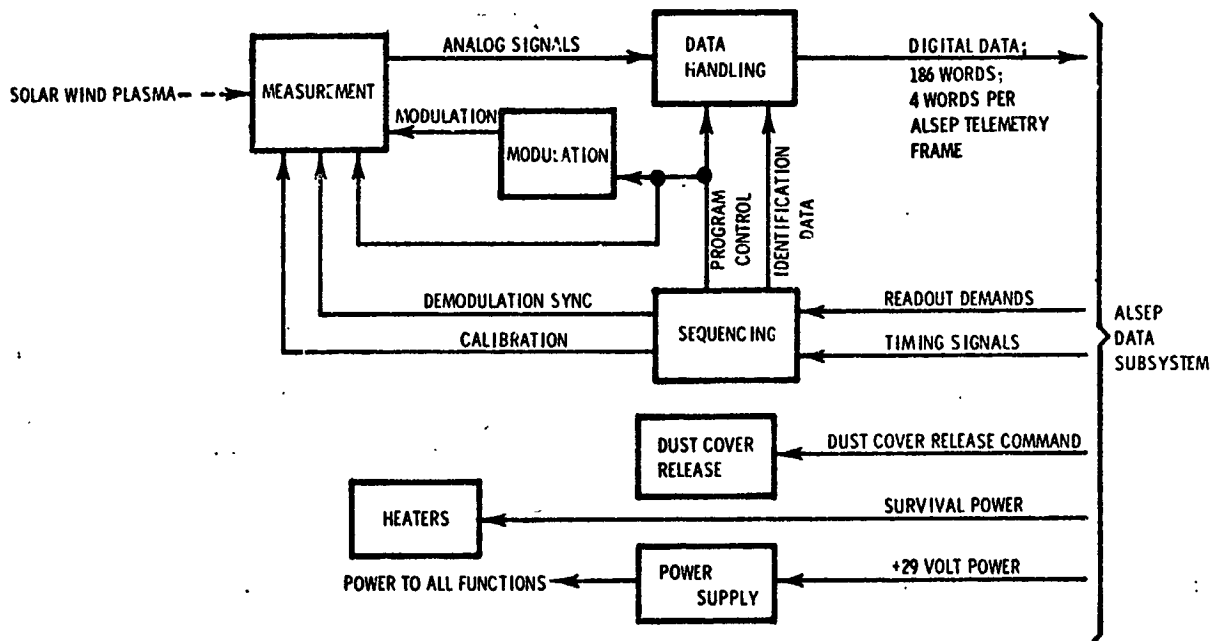 ANALOG SIGNALS
DATA
HANDLING
DIGITAL DATA;
186 WORDS;
4 WORDS PER
ALSEP TELEMETRY
FRAME
SOLAR WIND PLASMA
MEASUREMENT
MODULATION
MODULATION
PROGRAM
CONTROL
IDENTIFICATION
DATA
DEMODULATION SYNC
CALIBRATION
SEQUENCING
READOUT DEMANDS
TIMING SIGNALS
ALSEP
DATA
SUBSYSTEM
DUST COVER
RELEASE
DUST COVER RELEASE COMMAND
HEATERS
SURVIVAL POWER
POWER TO ALL FUNCTIONS
POWER
SUPPLY
+29 VOLT POWER